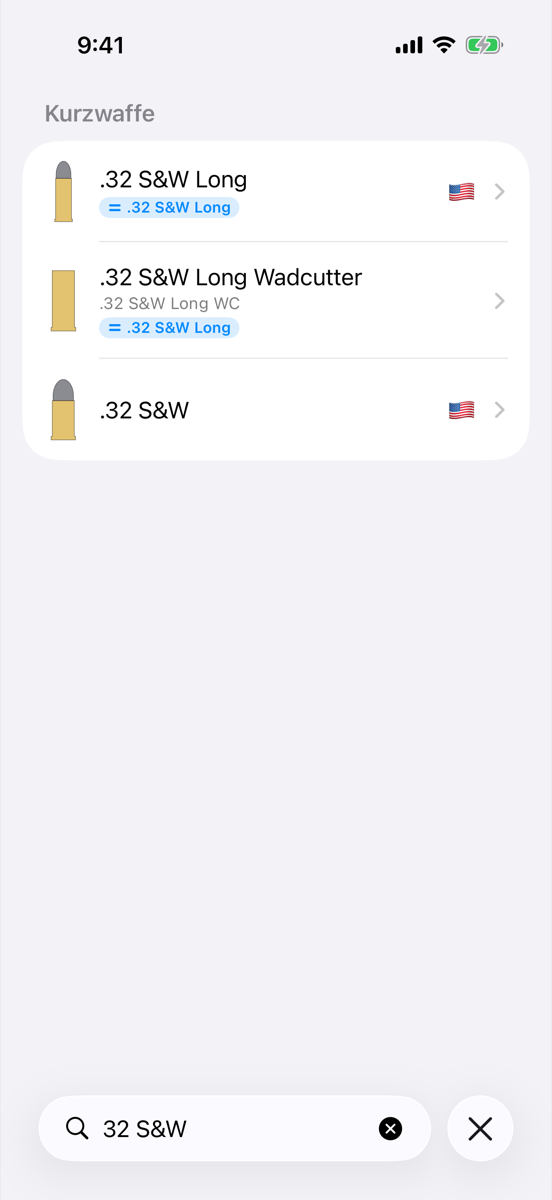 9:41
Kurzwaffe
.32 S&W Long
= .32 S&W Long
.32 S&W Long Wadcutter
.32 S&W Long WC
= .32 S&W Long
.32 S&W
32 S&W